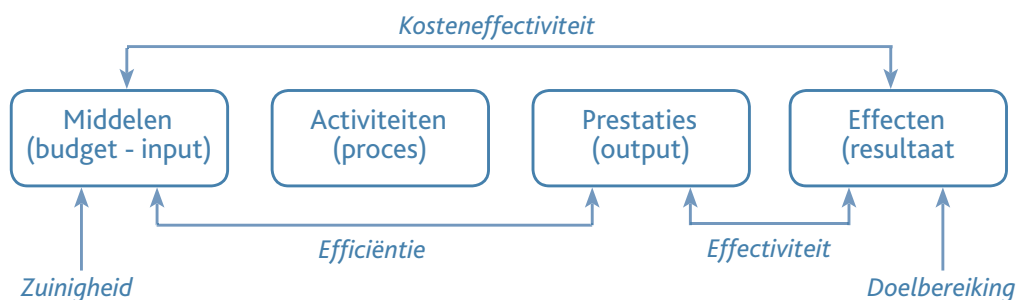 Kosteneffectiviteit
Middelen
(budget - input)
Activiteiten
(proces)
Prestaties
(output)
Effecten
(resultaat
Efficiëntie
Effectiviteit
Zuinigheid
Doelbereiking